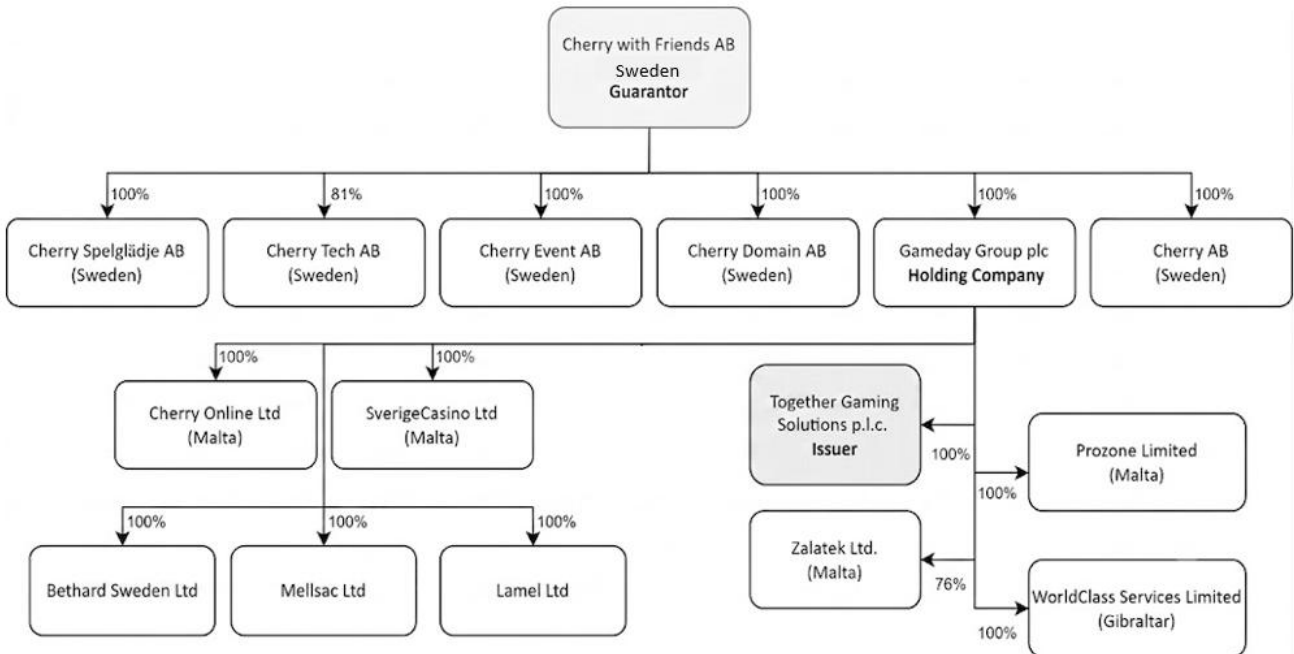 Cherry with Friends AB
Sweden
Guarantor
100%
81%
100%
100%
100%
100%
Cherry Spelglädje AB
(Sweden)
Cherry Tech AB
(Sweden)
Cherry Event AB
(Sweden)
Cherry Domain AB
(Sweden)
Gameday Group plc
Holding Company
Cherry AB
(Sweden)
100%
100%
Cherry Online Ltd
(Malta)
SverigeCasino Ltd
(Malta)
Together Gaming
Solutions p.l.c.
Issuer
100%
Prozone Limited
(Malta)
100%
100%
100%
100%
Bethard Sweden Ltd
Mellsac Ltd
Lamel Ltd
Zalatek Ltd.
(Malta)
76%
WorldClass Services Limited
(Gibraltar)
100%